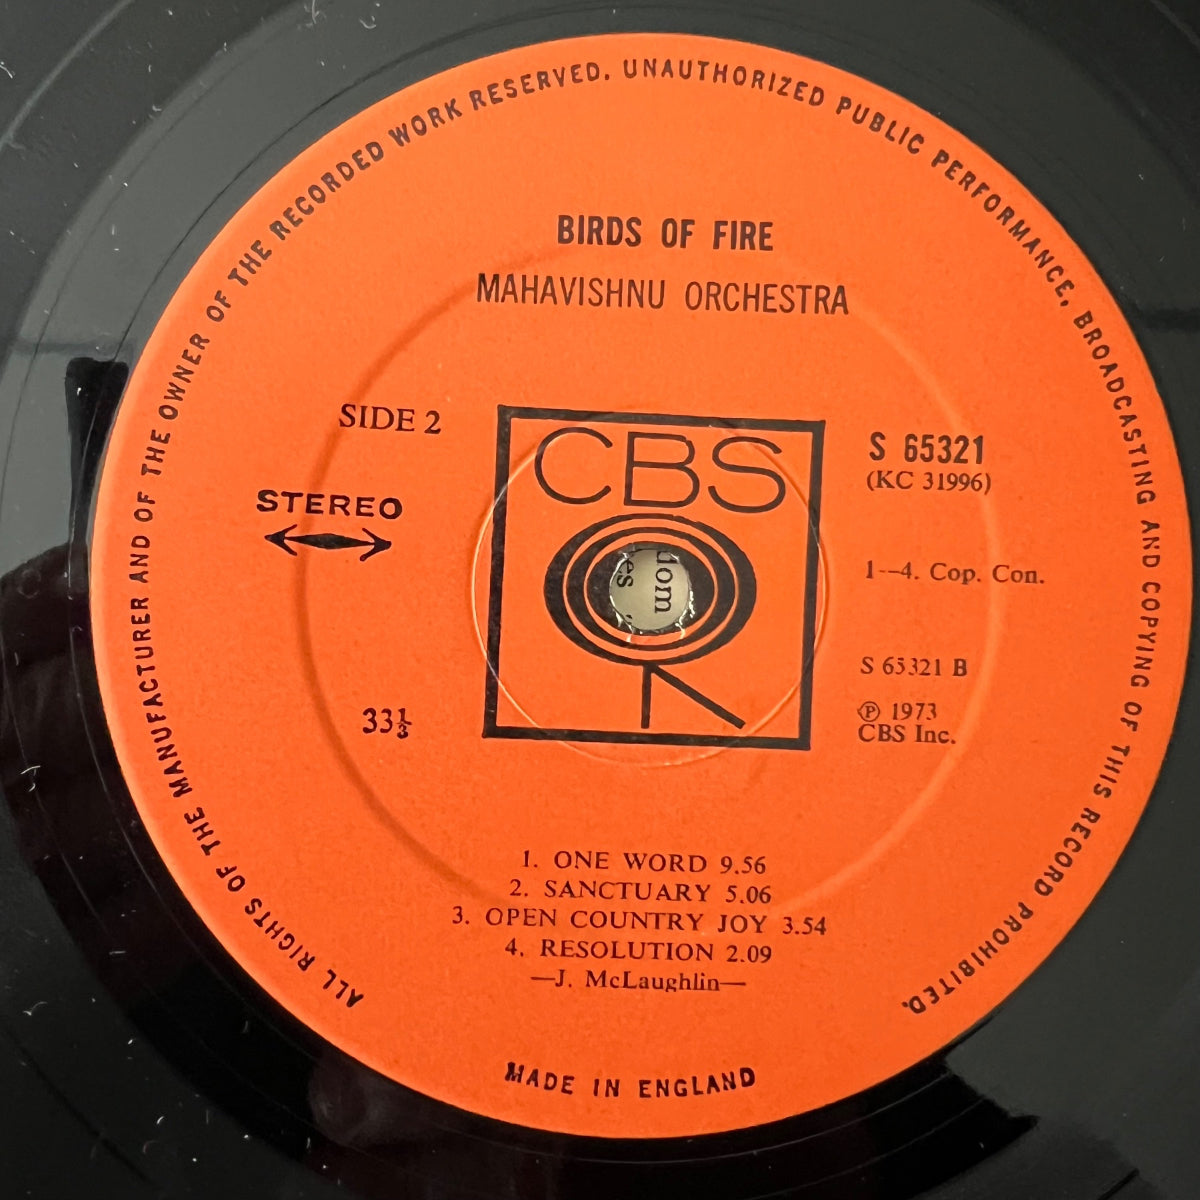 ALL RIGHTS OF THE MANUFACTURER AND OF THE OWNER OF THE RECORDED WORK RESERVED. UNAUTHORIZED PUBLIC PERFORMANCE, BROADCASTING AND COPYING OF THIS RECORD PROHIBITED.
BIRDS OF FIRE
MAHAVISHNU ORCHESTRA
SIDE 2
STEREO
33⅓
CBS
dom
es
S 65321
(KC 31996)
1--4. Cop. Con.
S 65321 B
℗ 1973
CBS Inc.
1. ONE WORD 9.56
2. SANCTUARY 5.06
3. OPEN COUNTRY JOY 3.54
4. RESOLUTION 2.09
—J. McLaughlin—
MADE IN ENGLAND